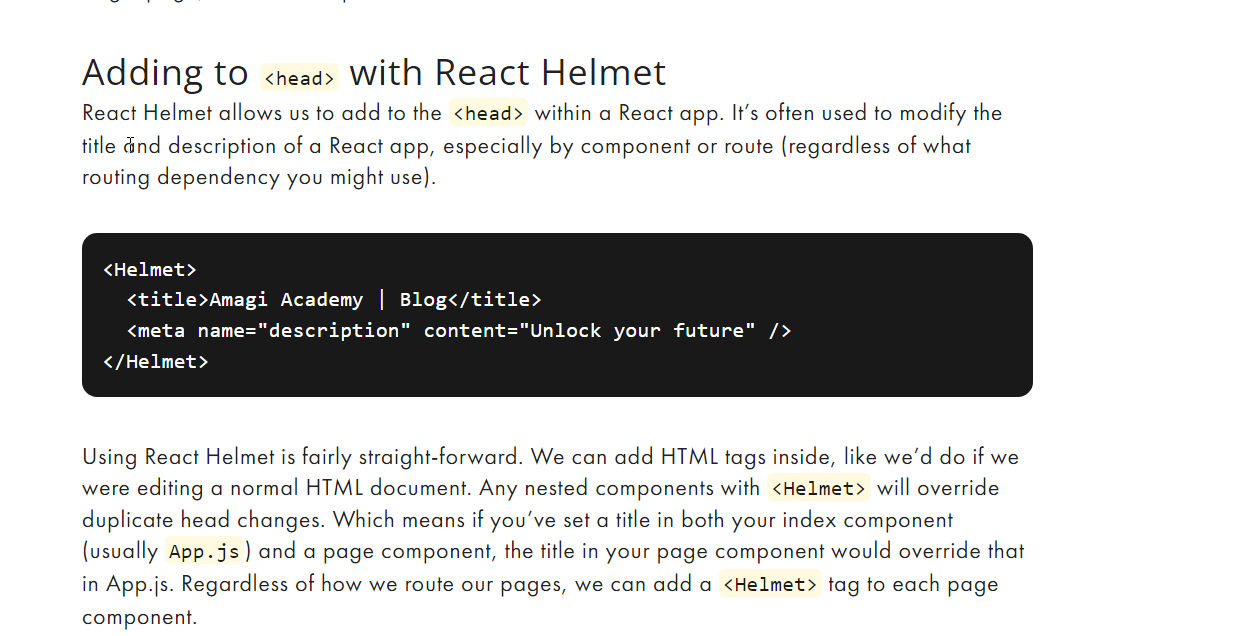 Adding to <head> with React Helmet
React Helmet allows us to add to the <head> within a React app. It’s often used to modify the
title and description of a React app, especially by component or route (regardless of what
routing dependency you might use).
<Helmet>
  <title>Amagi Academy | Blog</title>
  <meta name="description" content="Unlock your future" />
</Helmet>
Using React Helmet is fairly straight-forward. We can add HTML tags inside, like we’d do if we
were editing a normal HTML document. Any nested components with <Helmet> will override
duplicate head changes. Which means if you’ve set a title in both your index component
(usually App.js) and a page component, the title in your page component would override that
in App.js. Regardless of how we route our pages, we can add a <Helmet> tag to each page
component.